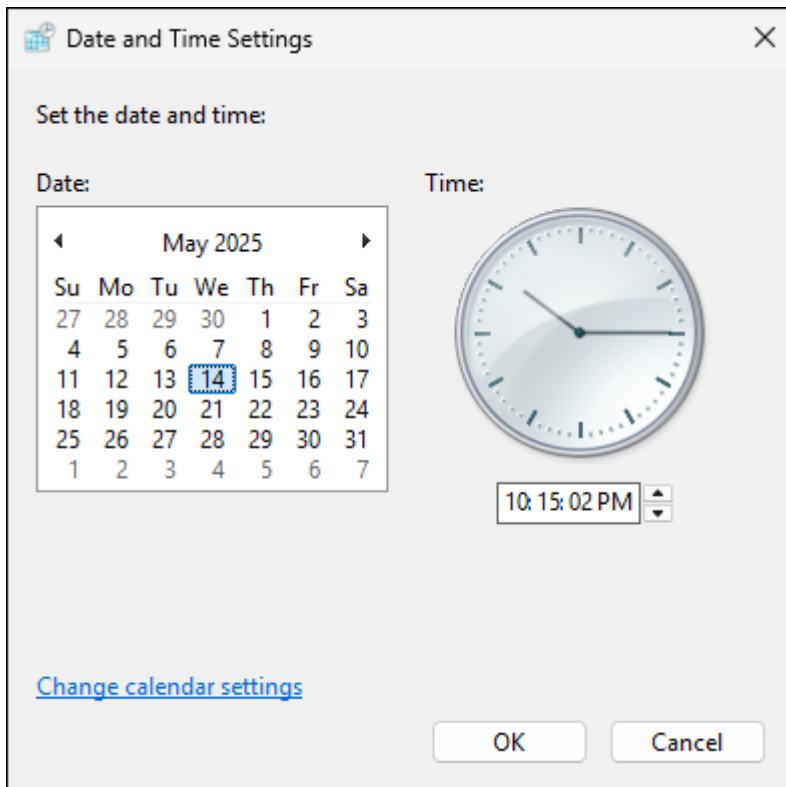 Date and Time Settings
Set the date and time:
Date:
Time:
May 2025
Su Mo Tu We Th Fr Sa
27 28 29 30 1 2 3
4 5 6 7 8 9 10
11 12 13 14 15 16 17
18 19 20 21 22 23 24
25 26 27 28 29 30 31
1 2 3 4 5 6 7
10: 15: 02 PM
Change calendar settings
OK
Cancel